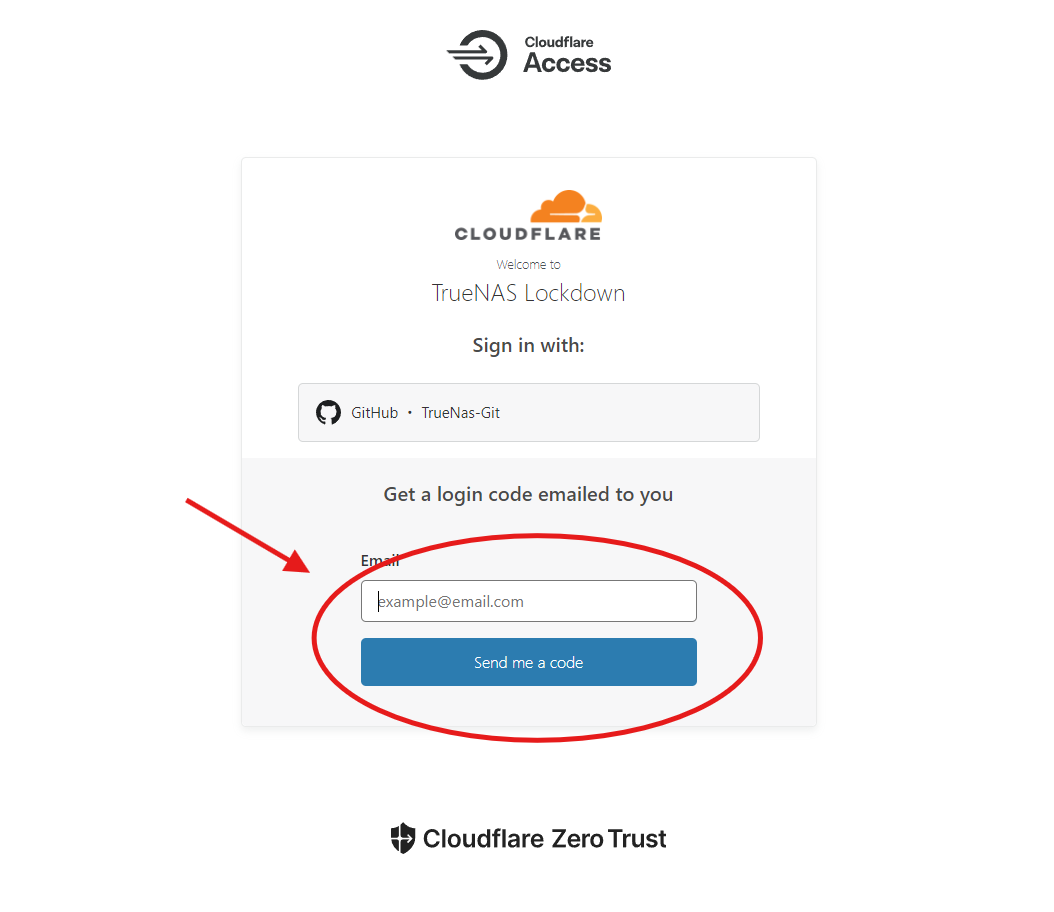 Cloudflare
Access
CLOUDFLARE
Welcome to
TrueNAS Lockdown
Sign in with:
GitHub • TrueNas-Git
Get a login code emailed to you
Email
example@email.com
Send me a code
Cloudflare Zero Trust